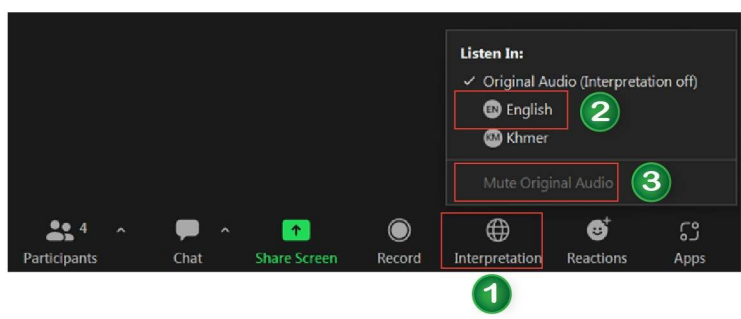 Listen In:
✓ Original Audio (Interpretation off)
EN English
2
KM Khmer
Mute Original Audio
3
4
Participants
Chat
Share Screen
Record
Interpretation
Reactions
Apps
1